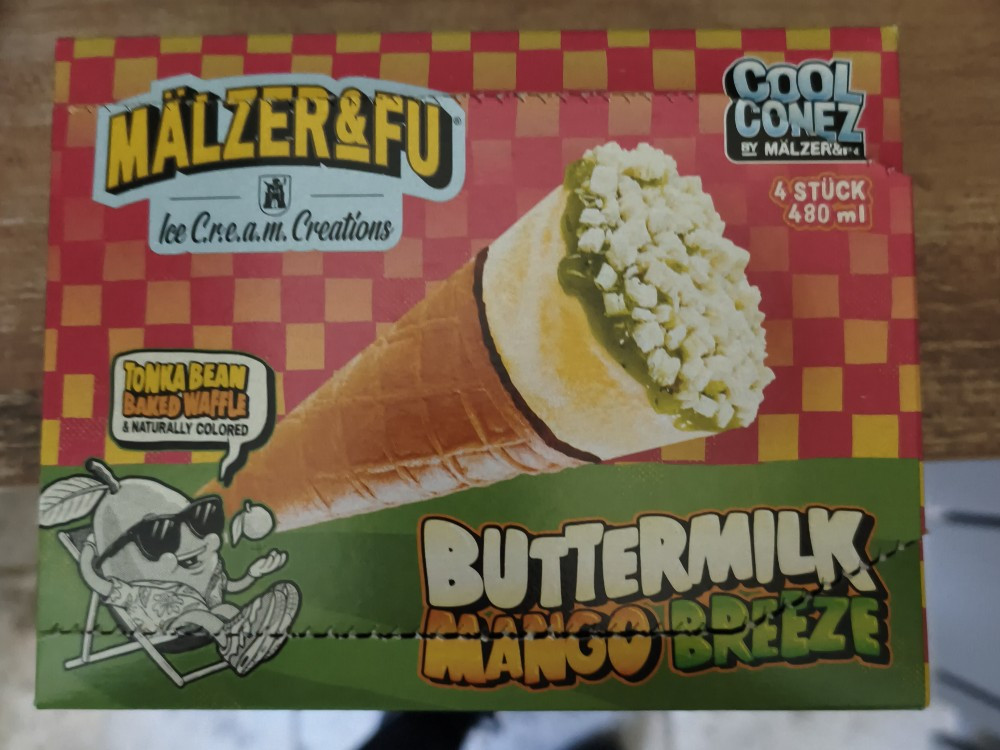 MÄLZER&FU
Ice C.r.e.a.m. Creations
COOL
CONEZ
BY MÄLZER&FU
4 STÜCK
480 ml
TONKA BEAN
BAKED WAFFLE
& NATURALLY COLORED
BUTTERMILK
MANGO BREEZE